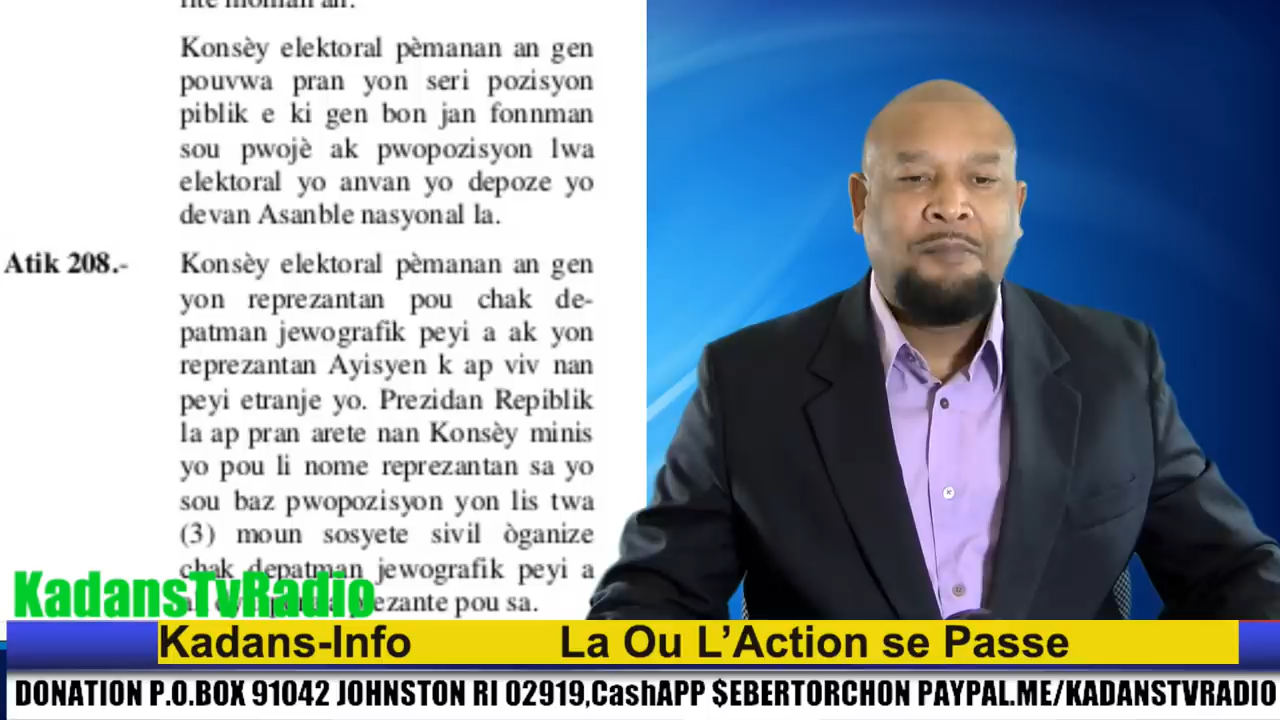 rite moman an.
Konsèy elektoral pèmanan an gen
pouvwa pran yon seri pozisyon
piblik e ki gen bon jan fonnman
sou pwojè ak pwopozisyon lwa
elektoral yo anvan yo depoze yo
devan Asanble nasyonal la.
Atik 208.- Konsèy elektoral pèmanan an gen
yon reprezantan pou chak de-
patman jewografik peyi a ak yon
reprezantan Ayisyen k ap viv nan
peyi etranje yo. Prezidan Repiblik
la ap pran arete nan Konsèy minis
yo pou li nome reprezantan sa yo
sou baz pwopozisyon yon lis twa
(3) moun sosyete sivil òganize
chak depatman jewografik peyi a
pou sa.
KadansTvRadio
Kadans-Info La Ou L’Action se Passe
DONATION P.O.BOX 91042 JOHNSTON RI 02919,CashAPP $EBERTORCHON PAYPAL.ME/KADANSTVRADIO